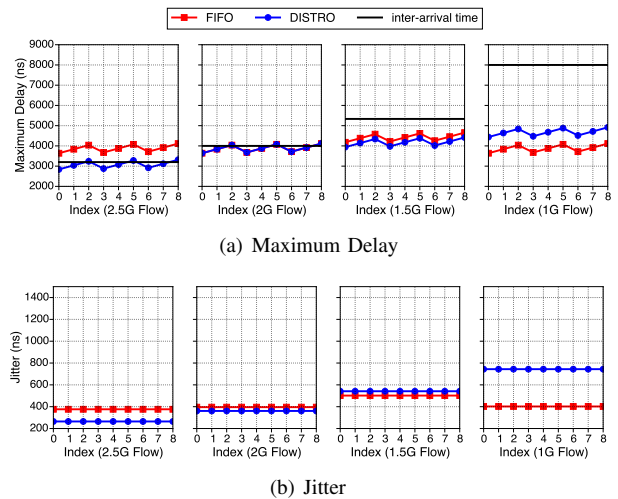 FIFO DISTRO inter-arrival time
9000
8000
7000
6000
5000
4000
3000
2000
Maximum Delay (ns)
0 1 2 3 4 5 6 7 8 0 1 2 3 4 5 6 7 8 0 1 2 3 4 5 6 7 8 0 1 2 3 4 5 6 7 8
Index (2.5G Flow) Index (2G Flow) Index (1.5G Flow) Index (1G Flow)
(a) Maximum Delay
1400
1200
1000
800
600
400
200
Jitter (ns)
0 1 2 3 4 5 6 7 8 0 1 2 3 4 5 6 7 8 0 1 2 3 4 5 6 7 8 0 1 2 3 4 5 6 7 8
Index (2.5G Flow) Index (2G Flow) Index (1.5G Flow) Index (1G Flow)
(b) Jitter